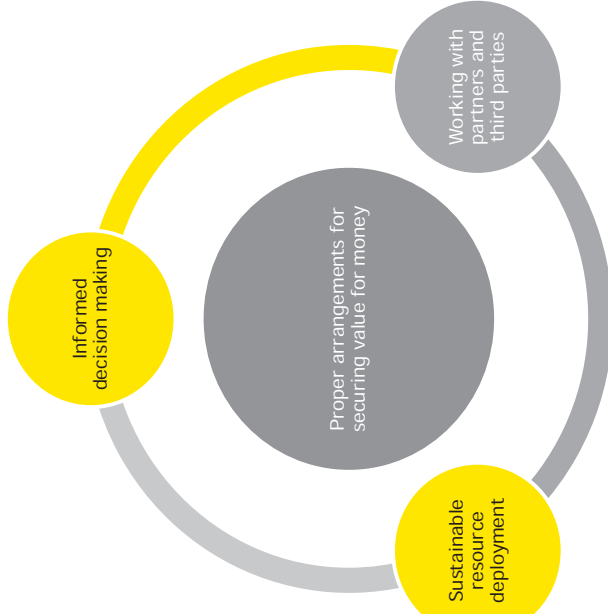 Informed
decision making
Proper arrangements for
securing value for money
Working with
partners and
third parties
Sustainable
resource
deployment